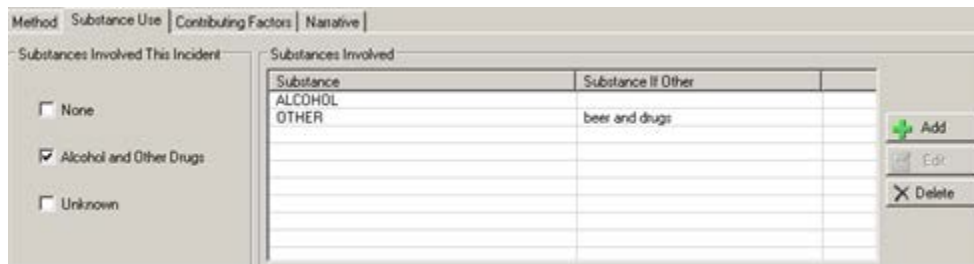 Method Substance Use Contributing Factors Narrative
Substances Involved This Incident
None
Alcohol and Other Drugs
Unknown
Substances Involved
Substance Substance If Other
ALCOHOL
OTHER beer and drugs
Add
Edit
Delete